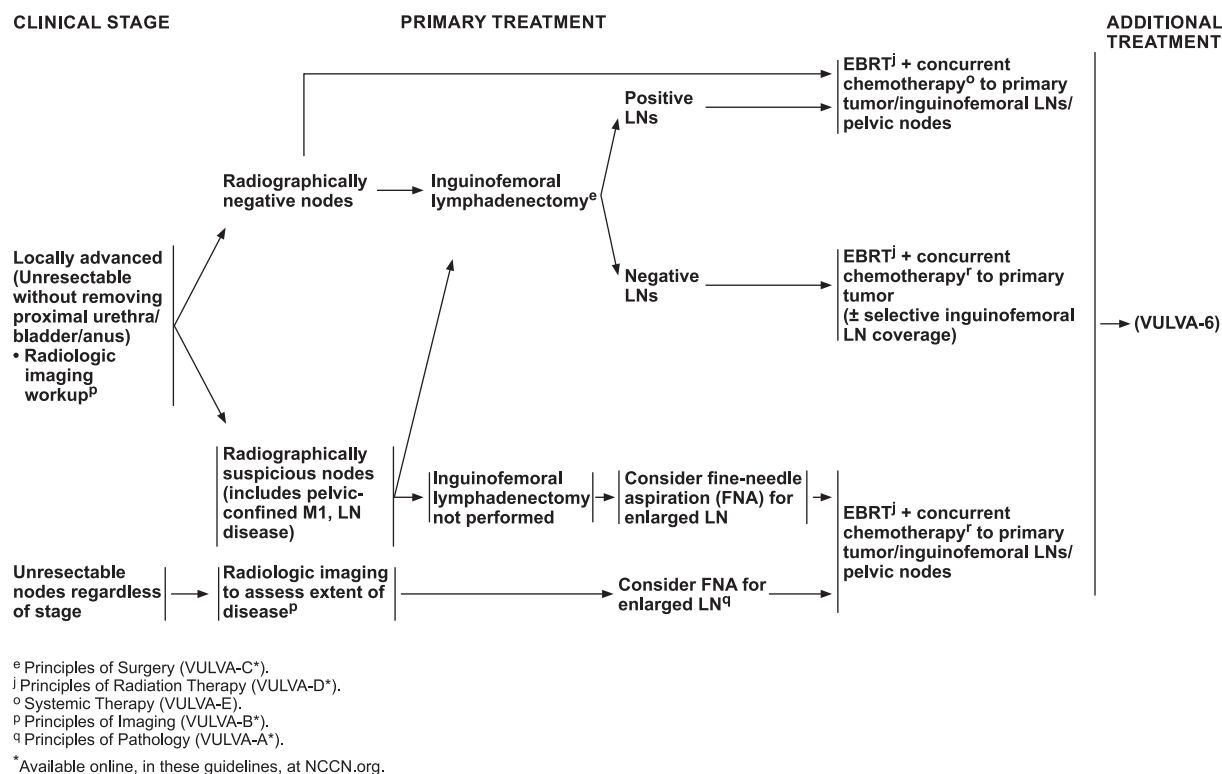 CLINICAL STAGE
PRIMARY TREATMENT
ADDITIONAL
TREATMENT
EBRTj + concurrent
chemotherapyo to primary
tumor/inguinofemoral LNs/
pelvic nodes
Positive
LNs
Radiographically
negative nodes
Inguinofemoral
lymphadenectomye
Locally advanced
(Unresectable
without removing
proximal urethra/
bladder/anus)
• Radiologic
imaging
workupp
Negative
LNs
EBRTj + concurrent
chemotherapyr to primary
tumor
(± selective inguinofemoral
LN coverage)
(VULVA-6)
Radiographically
suspicious nodes
(includes pelvic-
confined M1, LN
disease)
Inguinofemoral
lymphadenectomy
not performed
Consider fine-needle
aspiration (FNA) for
enlarged LN
EBRTj + concurrent
chemotherapyr to primary
tumor/inguinofemoral LNs/
pelvic nodes
Unresectable
nodes regardless
of stage
Radiologic imaging
to assess extent of
diseasep
Consider FNA for
enlarged LNq
e Principles of Surgery (VULVA-C*).
j Principles of Radiation Therapy (VULVA-D*).
o Systemic Therapy (VULVA-E).
p Principles of Imaging (VULVA-B*).
q Principles of Pathology (VULVA-A*).
*Available online, in these guidelines, at NCCN.org.